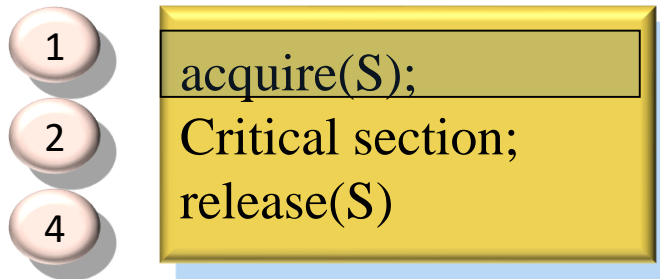 1
acquire(S);
2
Critical section;
4
release(S)